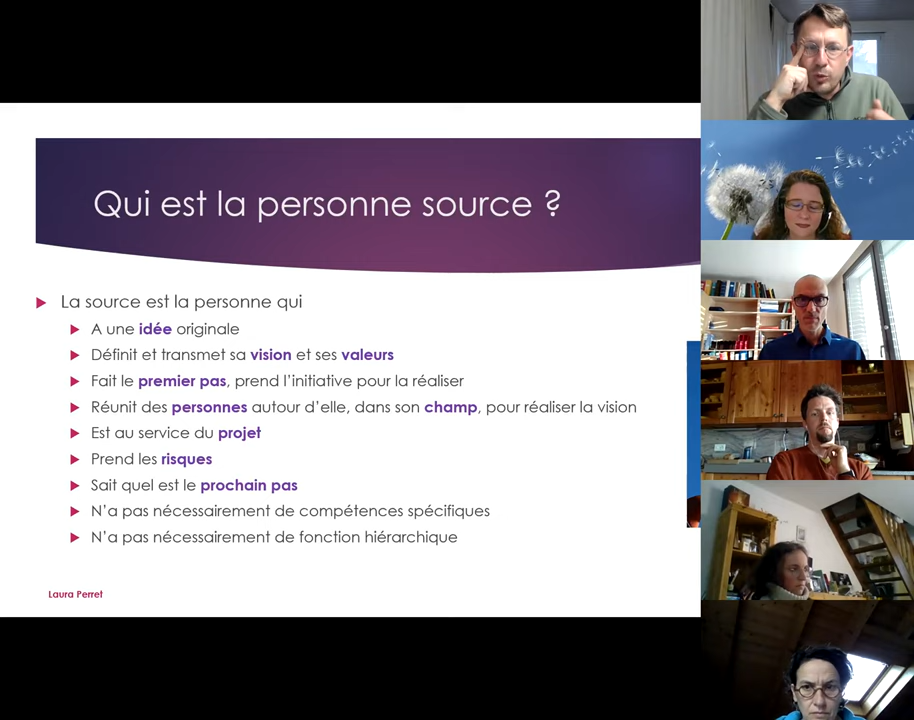 Qui est la personne source ?
La source est la personne qui
A une idée originale
Définit et transmet sa vision et ses valeurs
Fait le premier pas, prend l’initiative pour la réaliser
Réunit des personnes autour d’elle, dans son champ, pour réaliser la vision
Est au service du projet
Prend les risques
Sait quel est le prochain pas
N’a pas nécessairement de compétences spécifiques
N’a pas nécessairement de fonction hiérarchique
Laura Perret